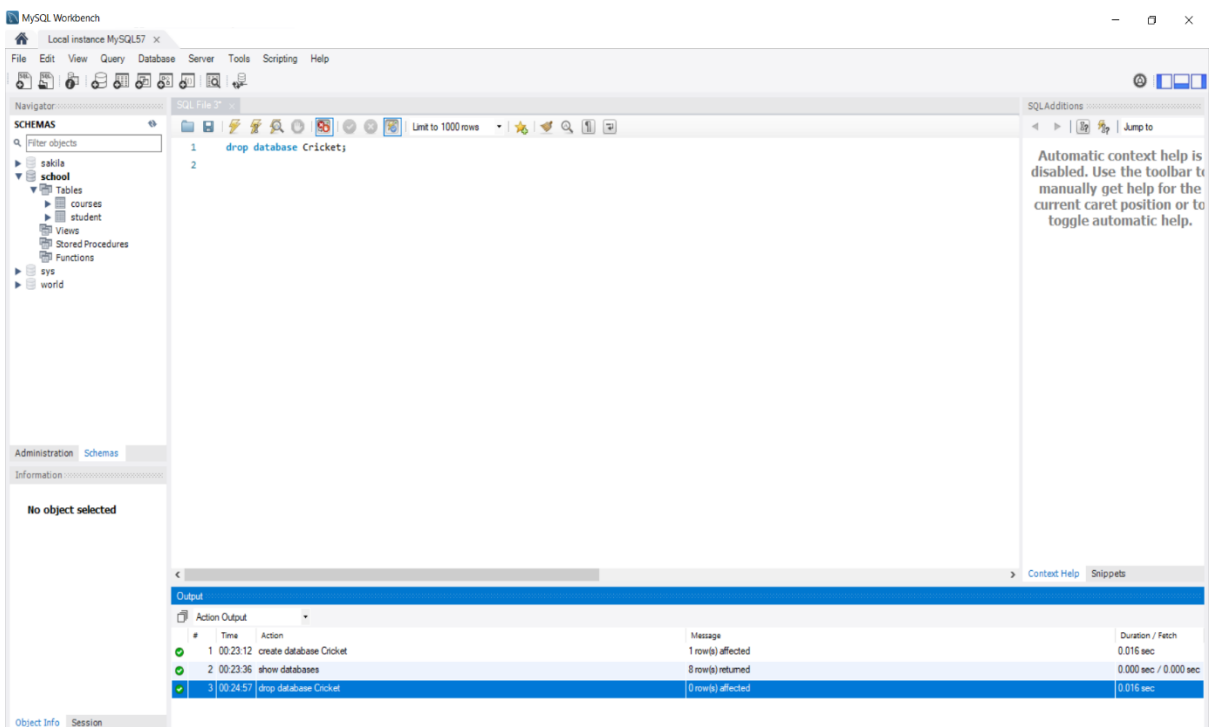 MySQL Workbench
Local instance MySQL57
File Edit View Query Database Server Tools Scripting Help
Navigator
SQL File 3*
SQLAdditions
SCHEMAS
Limit to 1000 rows
Jump to
Filter objects
1 drop database Cricket;
2
sakila
school
Tables
courses
student
Views
Stored Procedures
Functions
sys
world
Automatic context help is
disabled. Use the toolbar to
manually get help for the
current caret position or to
toggle automatic help.
Administration Schemas
Information
No object selected
Context Help Snippets
Output
Action Output
# Time Action Message Duration / Fetch
1 00:23:12 create database Cricket 1 row(s) affected 0.016 sec
2 00:23:36 show databases 8 row(s) returned 0.000 sec / 0.000 sec
3 00:24:57 drop database Cricket 0 row(s) affected 0.016 sec
Object Info Session